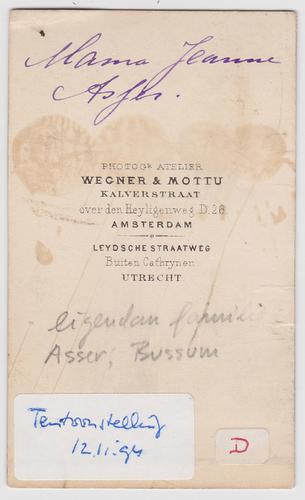 Mama Jeanne
Asser.
PHOTOGR. ATELIER
WEGNER & MOTTU
KALVERSTRAAT
over den Heyligenweg D.26
AMSTERDAM
LEYDSCHE STRAATWEG
Buiten Cathrynen
UTRECHT
eigendom familie
Asser, Bussum
Tentoonstelling
12.11.94
D